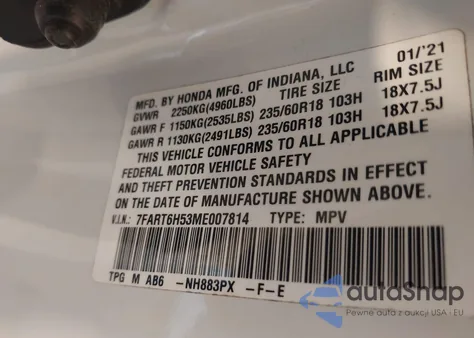 MFD. BY HONDA MFG. OF INDIANA, LLC 01/'21
GVWR 2250KG(4960LBS) TIRE SIZE RIM SIZE
GAWR F 1150KG(2535LBS) 235/60R18 103H 18X7.5J
GAWR R 1130KG(2491LBS) 235/60R18 103H 18X7.5J
THIS VEHICLE CONFORMS TO ALL APPLICABLE
FEDERAL MOTOR VEHICLE SAFETY
AND THEFT PREVENTION STANDARDS IN EFFECT
ON THE DATE OF MANUFACTURE SHOWN ABOVE.
V.I.N.: 7FART6H53ME007814 TYPE: MPV
TPG M AB6 -NH883PX -F-E
autoSnap
Pewne auta z aukcji USA i EU